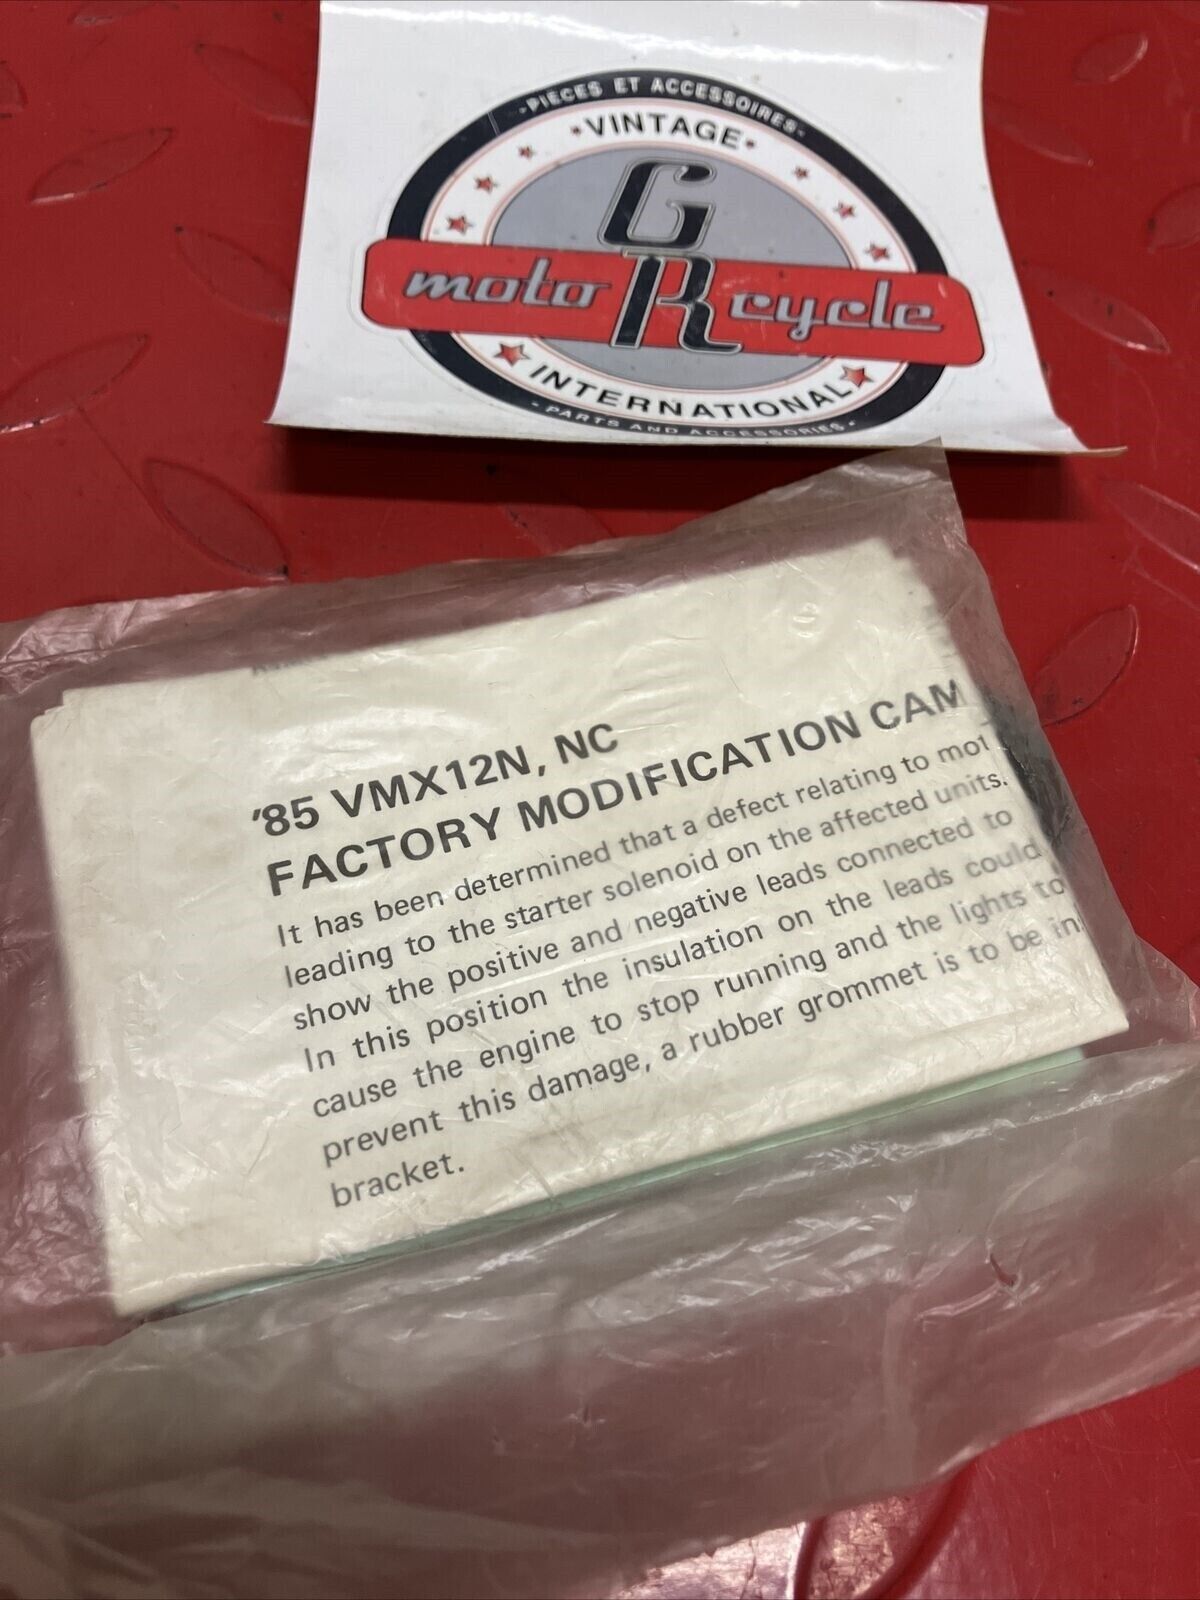 -PIECES ET ACCESSOIRES-
•VINTAGE•
G
moto R cycle
INTERNATIONAL
- PARTS AND ACCESSORIES -
'85 VMX12N, NC
FACTORY MODIFICATION CAM
It has been determined that a defect relating to mot
leading to the starter solenoid on the affected units.
show the positive and negative leads connected to
In this position the insulation on the leads could
cause the engine to stop running and the lights to
prevent this damage, a rubber grommet is to be in
bracket.